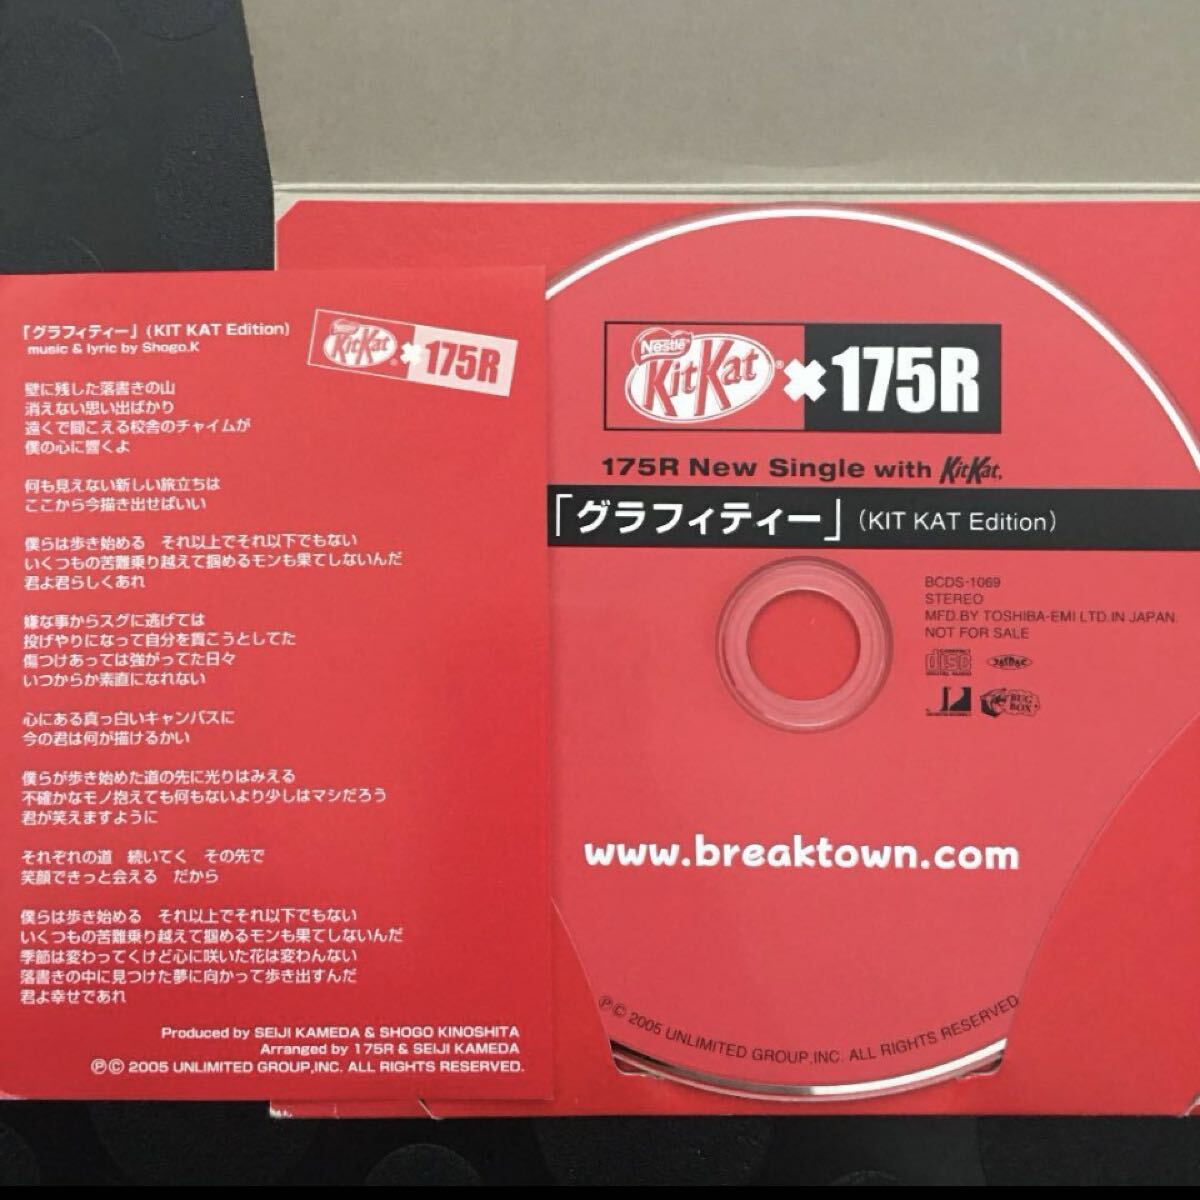 「グラフィティー」(KIT KAT Edition)
music & lyric by Shogo.K
Nestlé KitKat® × 175R
壁に残した落書きの山
消えない思い出ばかり
遠くで聞こえる校舎のチャイムが
僕の心に響くよ
何も見えない新しい旅立ちは
ここから今描き出せばいい
僕らは歩き始める　それ以上でそれ以下でもない
いくつもの苦難乗り越えて掴めるモンも果てしないんだ
君よ君らしくあれ
嫌な事からスグに逃げては
投げやりになって自分を貫こうとしてた
傷つけあっては強がってた日々
いつからか素直になれない
心にある真っ白いキャンバスに
今の君は何が描けるかい
僕らが歩き始めた道の先に光りはみえる
不確かなモノ抱えても何もないより少しはマシだろう
君が笑えますように
それぞれの道　続いてく　その先で
笑顔できっと会える　だから
僕らは歩き始める　それ以上でそれ以下でもない
いくつもの苦難乗り越えて掴めるモンも果てしないんだ
季節は変わってくけど心に咲いた花は変わんない
落書きの中に見つけた夢に向かって歩き出すんだ
君よ幸せであれ
Produced by SEIJI KAMEDA & SHOGO KINOSHITA
Arranged by 175R & SEIJI KAMEDA
ⓅⒸ 2005 UNLIMITED GROUP,INC. ALL RIGHTS RESERVED.
Nestlé KitKat® × 175R
175R New Single with KitKat.
「グラフィティー」(KIT KAT Edition)
BCDS-1069
STEREO
MFD.BY TOSHIBA-EMI LTD.IN JAPAN.
NOT FOR SALE
COMPACT disc DIGITAL AUDIO
JASRAC
BUG BOX
www.breaktown.com
ⓅⒸ 2005 UNLIMITED GROUP,INC. ALL RIGHTS RESERVED